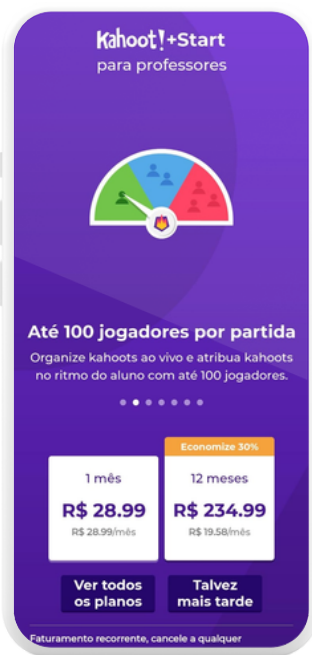 Kahoot!+Start
para professores
Até 100 jogadores por partida
Organize kahoots ao vivo e atribua kahoots
no ritmo do aluno com até 100 jogadores.
Economize 30%
1 mês
R$ 28.99
R$ 28.99/mês
12 meses
R$ 234.99
R$ 19.58/mês
Ver todos
os planos
Talvez
mais tarde
Faturamento recorrente, cancele a qualquer